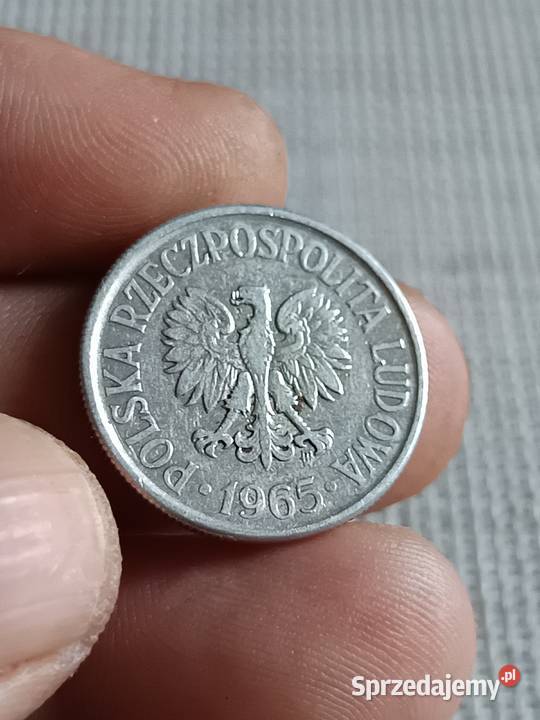 POLSKA RZECZPOSPOLITA LUDOWA
· 1965 ·
Sprzedajemy.pl